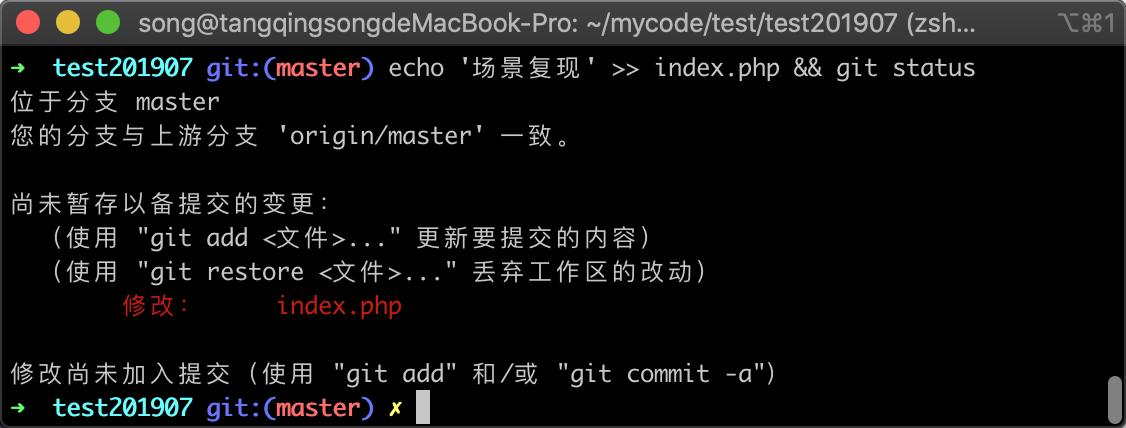 song@tangqingsongdeMacBook-Pro: ~/mycode/test/test201907 (zsh... ⌥⌘1
➜ test201907 git:(master) echo '场景复现' >> index.php && git status
位于分支 master
您的分支与上游分支 'origin/master' 一致。
尚未暂存以备提交的变更：
（使用 "git add <文件>..." 更新要提交的内容）
（使用 "git restore <文件>..." 丢弃工作区的改动）
修改： index.php
修改尚未加入提交（使用 "git add" 和/或 "git commit -a"）
➜ test201907 git:(master) ✗